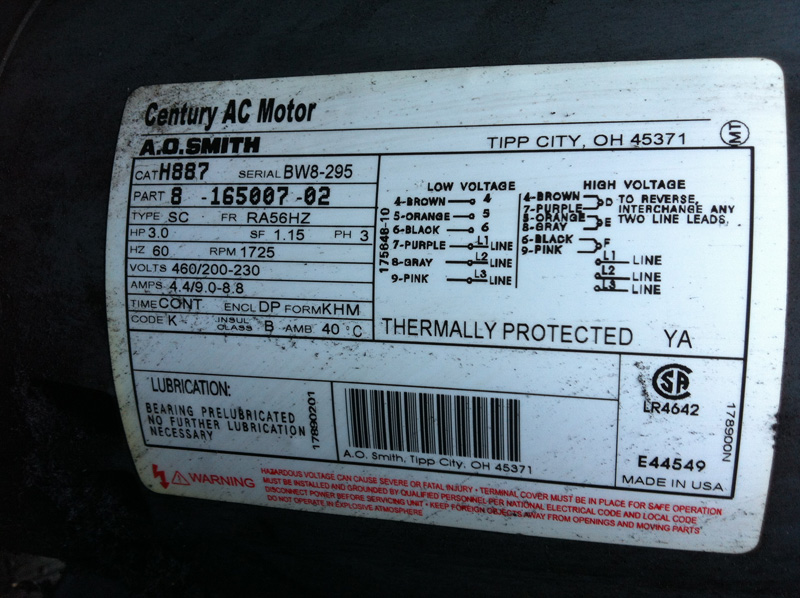 Century AC Motor
A.O.SMITH
TIPP CITY, OH 45371
MT
CAT H887 SERIAL BW8-295
PART 8 -165007-02
TYPE SC FR RA56HZ
HP 3.0 SF 1.15 PH 3
HZ 60 RPM 1725
VOLTS 460/200-230
AMPS 4.4/9.0-8.8
TIME CONT ENCL DP FORM KHM
CODE K INSUL CLASS B AMB 40 °C
175648-10
LOW VOLTAGE
4-BROWN 4
5-ORANGE 5
6-BLACK 6
7-PURPLE L1 LINE
8-GRAY L2 LINE
9-PINK L3 LINE
HIGH VOLTAGE
4-BROWN
7-PURPLE D
5-ORANGE
8-GRAY E
6-BLACK
9-PINK F
L1 LINE
L2 LINE
L3 LINE
TO REVERSE,
INTERCHANGE ANY
TWO LINE LEADS.
THERMALLY PROTECTED YA
LUBRICATION:
BEARING PRELUBRICATED
NO FURTHER LUBRICATION
NECESSARY
17890201
A.O. Smith, Tipp City, OH 45371
SA
LR4642
E44549
MADE IN USA
178900N
WARNING
HAZARDOUS VOLTAGE CAN CAUSE SEVERE OR FATAL INJURY • TERMINAL COVER MUST BE IN PLACE FOR SAFE OPERATION
MUST BE INSTALLED AND GROUNDED BY QUALIFIED PERSONNEL PER NATIONAL ELECTRICAL CODE AND LOCAL CODE
DISCONNECT POWER BEFORE SERVICING UNIT • KEEP FOREIGN OBJECTS AWAY FROM OPENINGS AND MOVING PARTS
DO NOT OPERATE IN EXPLOSIVE ATMOSPHERE